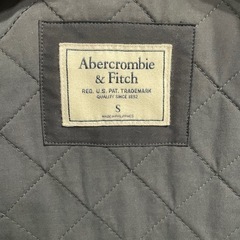 Abercrombie
& Fitch
REG. U.S. PAT. TRADEMARK
QUALITY SINCE 1892
S